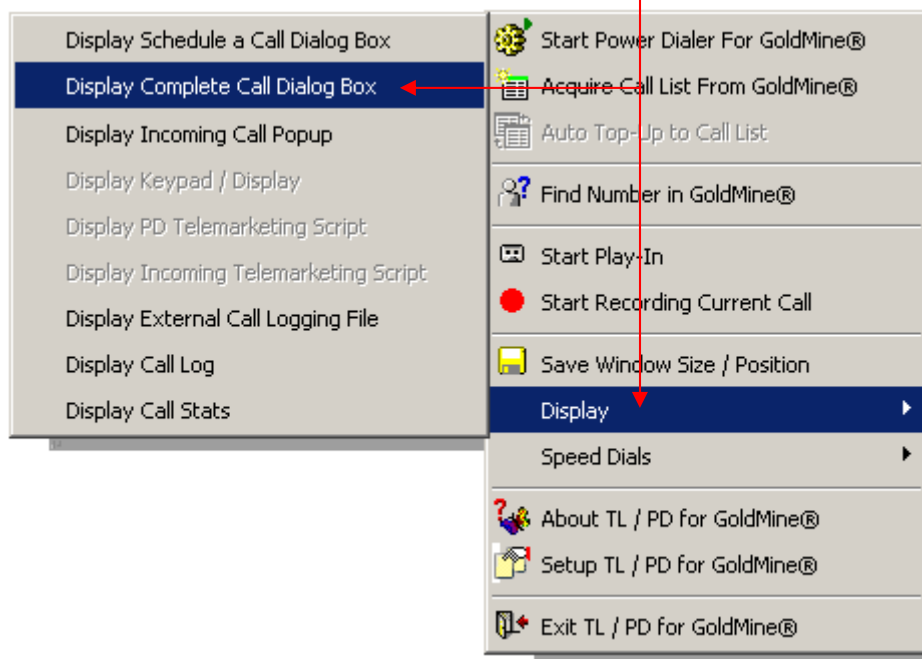 Display Schedule a Call Dialog Box
Display Complete Call Dialog Box
Display Incoming Call Popup
Display Keypad / Display
Display PD Telemarketing Script
Display Incoming Telemarketing Script
Display External Call Logging File
Display Call Log
Display Call Stats
Start Power Dialer For GoldMine®
Acquire Call List From GoldMine®
Auto Top-Up to Call List
Find Number in GoldMine®
Start Play-In
Start Recording Current Call
Save Window Size / Position
Display
Speed Dials
About TL / PD for GoldMine®
Setup TL / PD for GoldMine®
Exit TL / PD for GoldMine®